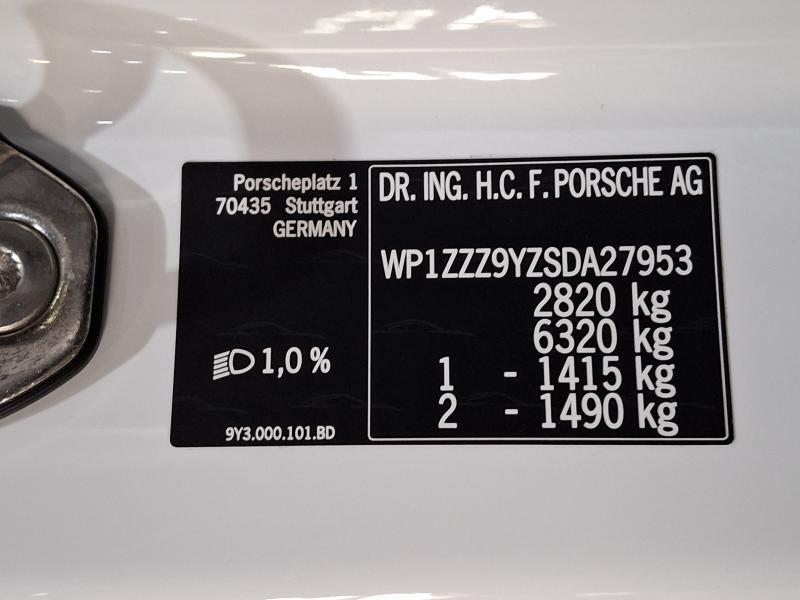 Porscheplatz 1
70435 Stuttgart
GERMANY
1,0 %
9Y3.000.101.BD
DR. ING. H.C. F. PORSCHE AG
WP1ZZZ9YZSDA27953
2820 kg
6320 kg
1 - 1415 kg
2 - 1490 kg